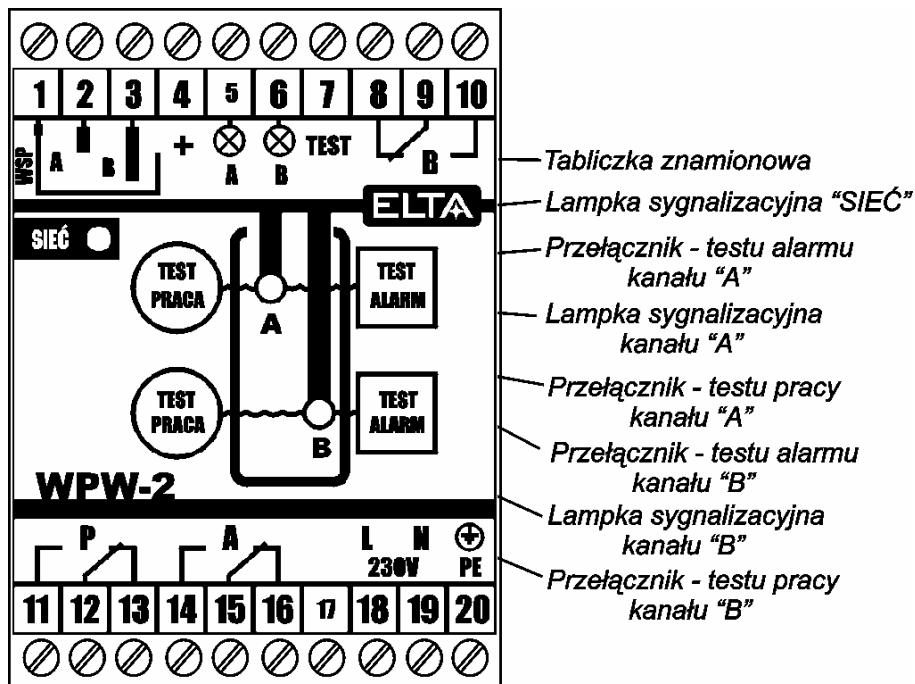 1 2 3 4 5 6 7 8 9 10
WSP A B + A B TEST B
ELTA
SIEĆ
TEST
PRACA
A
TEST
ALARM
TEST
PRACA
B
TEST
ALARM
WPW-2
P A L N
230V PE
11 12 13 14 15 16 17 18 19 20
Tabliczka znamionowa
Lampka sygnalizacyjna “SIEĆ”
Przełącznik - testu alarmu
kanału “A”
Lampka sygnalizacyjna
kanału “A”
Przełącznik - testu pracy
kanału “A”
Przełącznik - testu alarmu
kanału “B”
Lampka sygnalizacyjna
kanału “B”
Przełącznik - testu pracy
kanału “B”